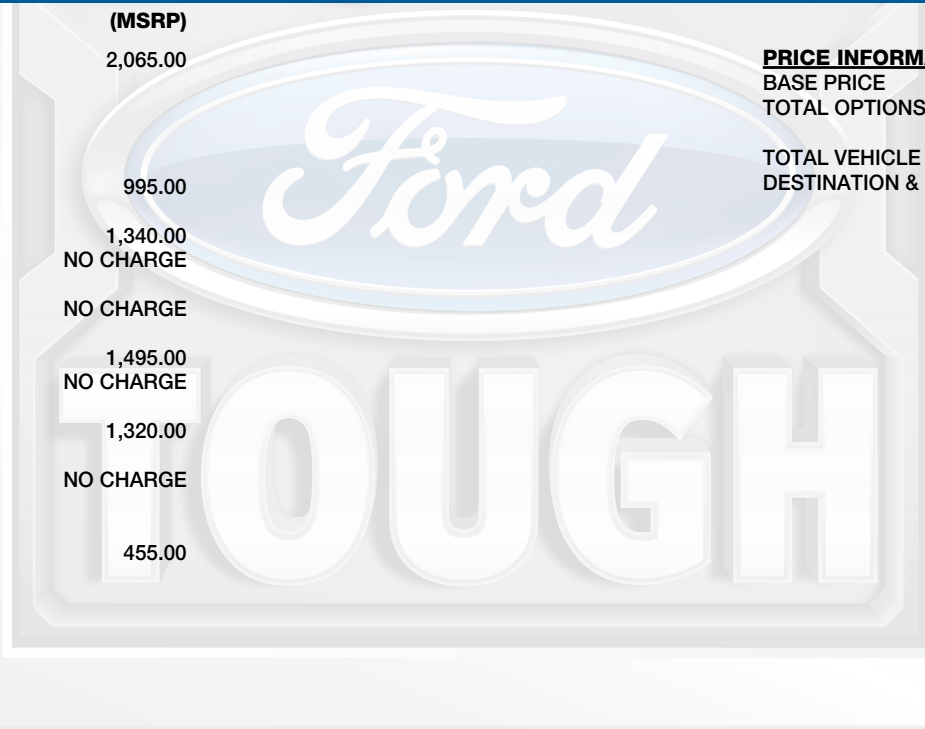 (MSRP)
2,065.00
995.00
1,340.00
NO CHARGE
NO CHARGE
1,495.00
NO CHARGE
1,320.00
NO CHARGE
455.00
PRICE INFORMA
BASE PRICE
TOTAL OPTIONS
TOTAL VEHICLE
DESTINATION &
Ford
TOUGH